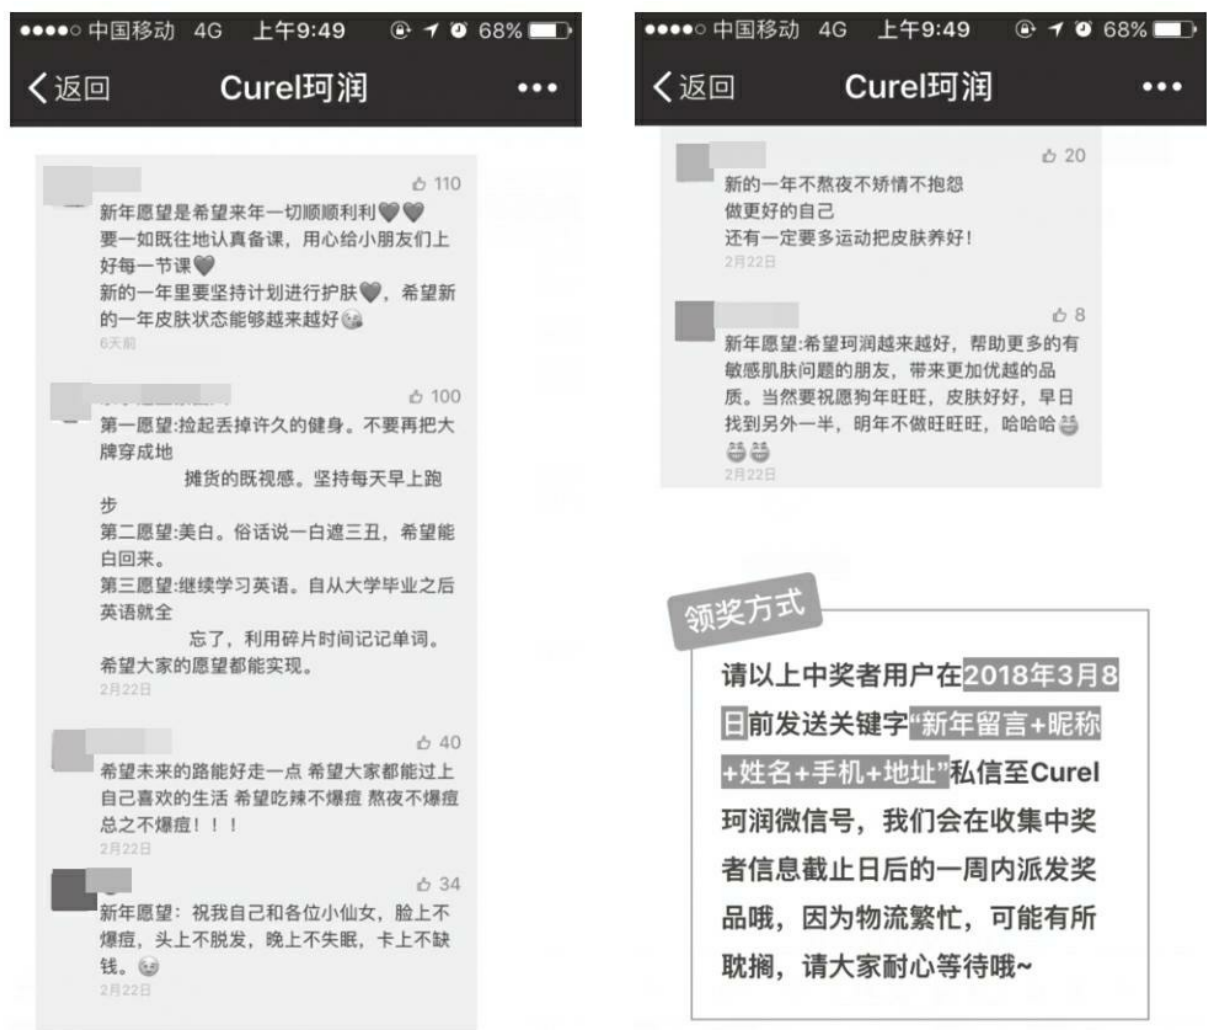 中国移动 4G 上午9:49 68%
返回 Curel珂润
110
新年愿望是希望来年一切顺顺利利🖤🖤
要一如既往地认真备课，用心给小朋友们上
好每一节课🖤
新的一年里要坚持计划进行护肤🖤，希望新
的一年皮肤状态能够越来越好😘
6天前
100
第一愿望:捡起丢掉许久的健身。不要再把大
牌穿成地
摊货的既视感。坚持每天早上跑
步
第二愿望:美白。俗话说一白遮三丑，希望能
白回来。
第三愿望:继续学习英语。自从大学毕业之后
英语就全
忘了，利用碎片时间记记单词。
希望大家的愿望都能实现。
2月22日
40
希望未来的路能好走一点 希望大家都能过上
自己喜欢的生活 希望吃辣不爆痘 熬夜不爆痘
总之不爆痘！！！
2月22日
34
新年愿望：祝我自己和各位小仙女，脸上不
爆痘，头上不脱发，晚上不失眠，卡上不缺
钱。😘
2月22日
中国移动 4G 上午9:49 68%
返回 Curel珂润
20
新的一年不熬夜不矫情不抱怨
做更好的自己
还有一定要多运动把皮肤养好！
2月22日
8
新年愿望:希望珂润越来越好，帮助更多的有
敏感肌肤问题的朋友，带来更加优越的品
质。当然要祝愿狗年旺旺，皮肤好好，早日
找到另外一半，明年不做旺旺旺，哈哈哈😂
😂😂
2月22日
领奖方式
请以上中奖者用户在2018年3月8
日前发送关键字“新年留言+昵称
+姓名+手机+地址”私信至Curel
珂润微信号，我们会在收集中奖
者信息截止日后的一周内派发奖
品哦，因为物流繁忙，可能有所
耽搁，请大家耐心等待哦~